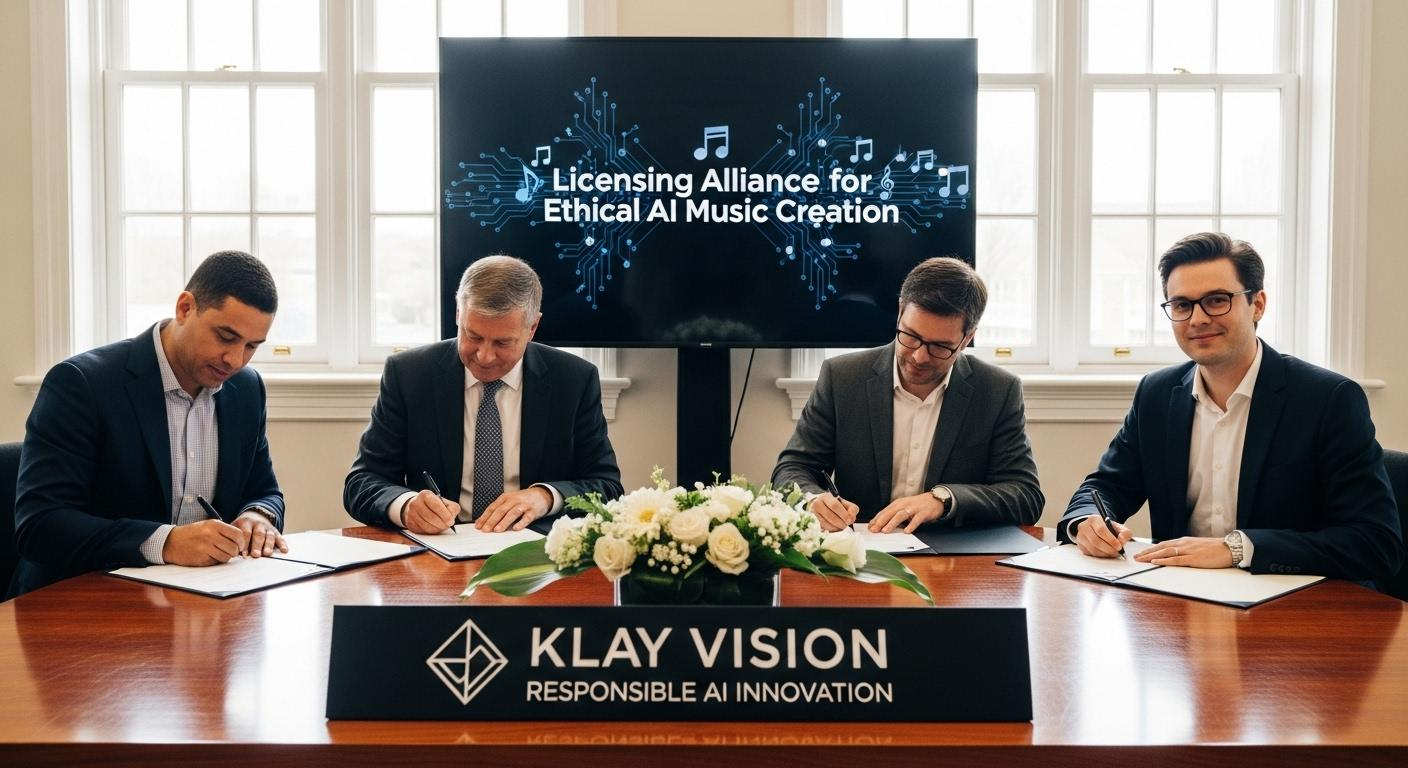 Licensing Alliance for
Ethical AI Music Creation
KLAY VISION
RESPONSIBLE AI INNOVATION